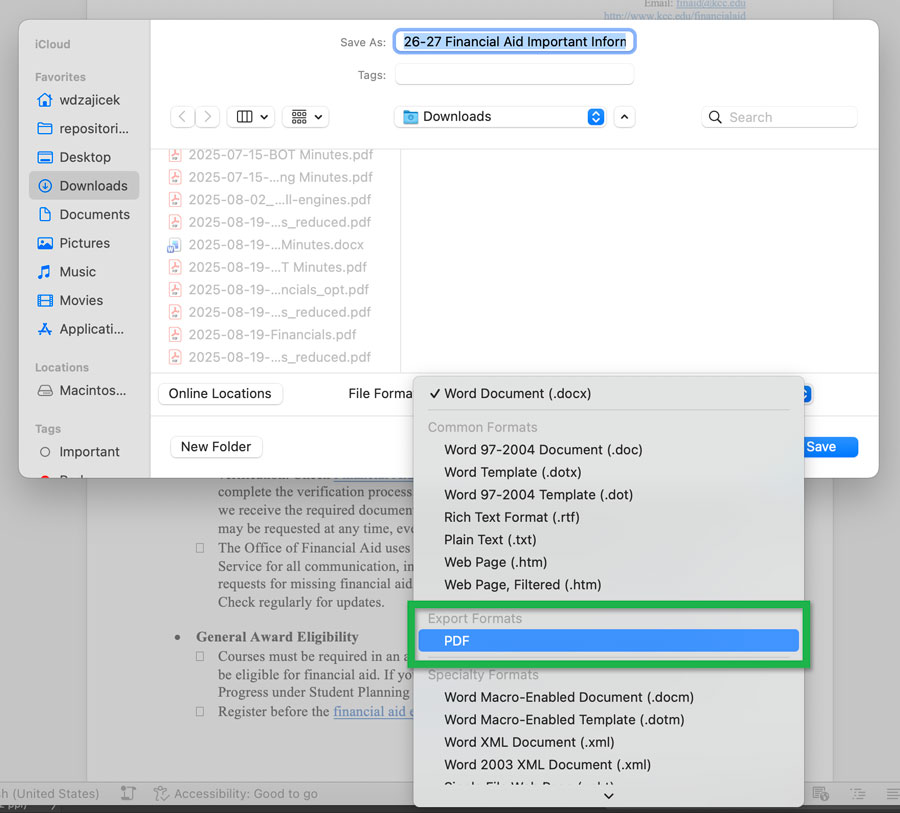 Email: finaid@kcc.edu
http://www.kcc.edu/financialaid
iCloud
Favorites
wdzajicek
repositori...
Desktop
Downloads
Documents
Pictures
Music
Movies
Applicati...
Locations
Macintos...
Tags
Important
Save As: 26-27 Financial Aid Important Inform
Tags:
Downloads
Search
2025-07-15-BOT Minutes.pdf
2025-07-15-...ng Minutes.pdf
2025-08-02_...ll-engines.pdf
2025-08-19-...s_reduced.pdf
2025-08-19-...Minutes.docx
2025-08-19-...T Minutes.pdf
2025-08-19-...ncials_opt.pdf
2025-08-19-...s_reduced.pdf
2025-08-19-Financials.pdf
2025-08-19-...s_reduced.pdf
Online Locations
File Forma
New Folder
Save
✓ Word Document (.docx)
Common Formats
Word 97-2004 Document (.doc)
Word Template (.dotx)
Word 97-2004 Template (.dot)
Rich Text Format (.rtf)
Plain Text (.txt)
Web Page (.htm)
Web Page, Filtered (.htm)
Export Formats
PDF
Specialty Formats
Word Macro-Enabled Document (.docm)
Word Macro-Enabled Template (.dotm)
Word XML Document (.xml)
Word 2003 XML Document (.xml)
complete the verification process
we receive the required documen
may be requested at any time, eve
The Office of Financial Aid uses
Service for all communication, in
requests for missing financial aid
Check regularly for updates.
• General Award Eligibility
Courses must be required in an a
be eligible for financial aid. If yo
Progress under Student Planning
Register before the financial aid e
h (United States)
Accessibility: Good to go